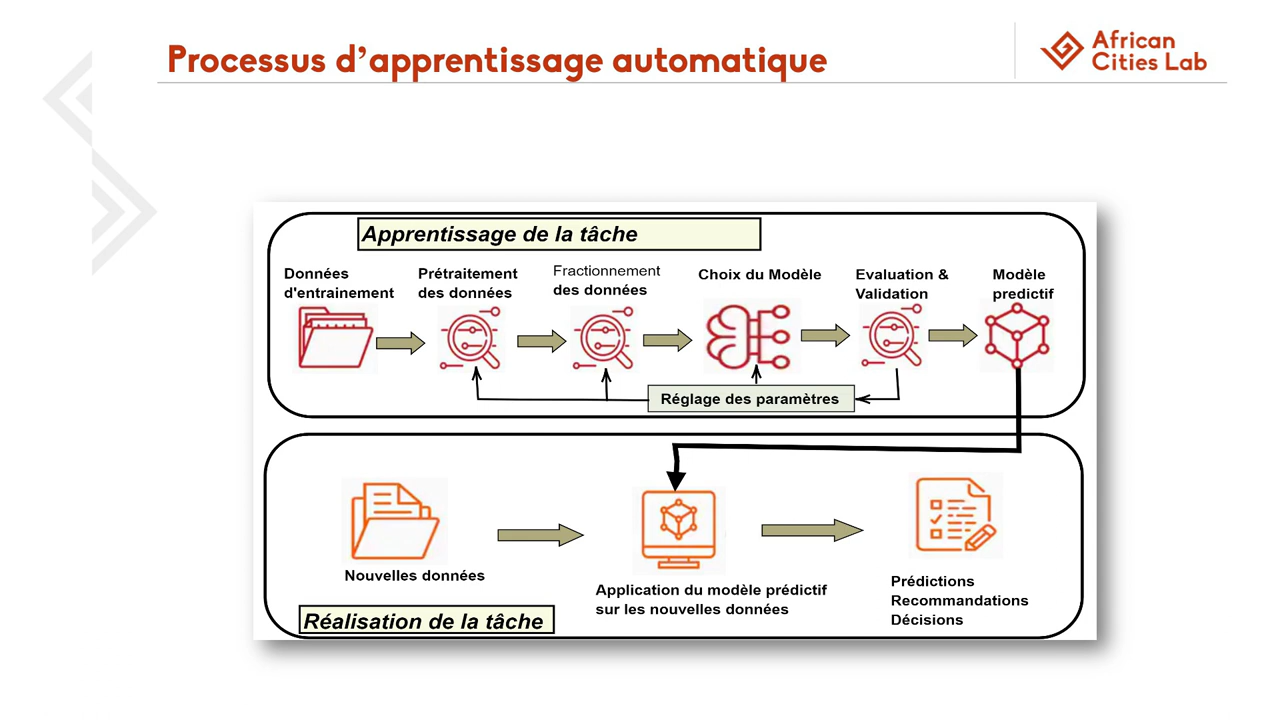 Processus d'apprentissage automatique
African
Cities Lab
Apprentissage de la tâche
Données
d'entrainement
Prétraitement
des données
Fractionnement
des données
Choix du Modèle
Evaluation &
Validation
Modèle
predictif
Réglage des paramètres
Nouvelles données
Application du modèle prédictif
sur les nouvelles données
Prédictions
Recommandations
Décisions
Réalisation de la tâche